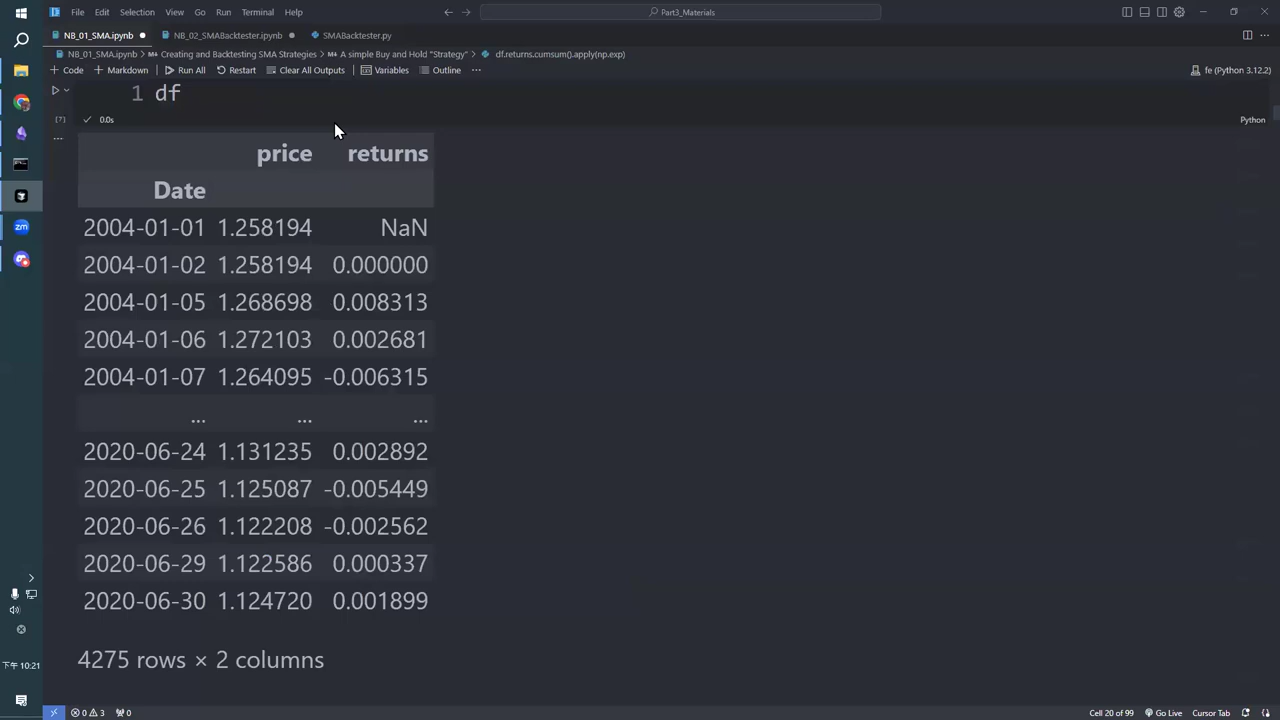 File Edit Selection View Go Run Terminal Help
Part3_Materials
NB_01_SMA.ipynb
NB_02_SMABacktester.ipynb
SMABacktester.py
NB_01_SMA.ipynb > Creating and Backtesting SMA Strategies > A simple Buy and Hold "Strategy" > df.returns.cumsum().apply(np.exp)
+ Code + Markdown Run All Restart Clear All Outputs Variables Outline ...
fe (Python 3.12.2)
1 df
[7] 0.0s
Python
price returns
Date
2004-01-01 1.258194 NaN
2004-01-02 1.258194 0.000000
2004-01-05 1.268698 0.008313
2004-01-06 1.272103 0.002681
2004-01-07 1.264095 -0.006315
... ... ...
2020-06-24 1.131235 0.002892
2020-06-25 1.125087 -0.005449
2020-06-26 1.122208 -0.002562
2020-06-29 1.122586 0.000337
2020-06-30 1.124720 0.001899
4275 rows × 2 columns
zm
下午 10:21
0 3 0
Cell 20 of 99 Go Live Cursor Tab